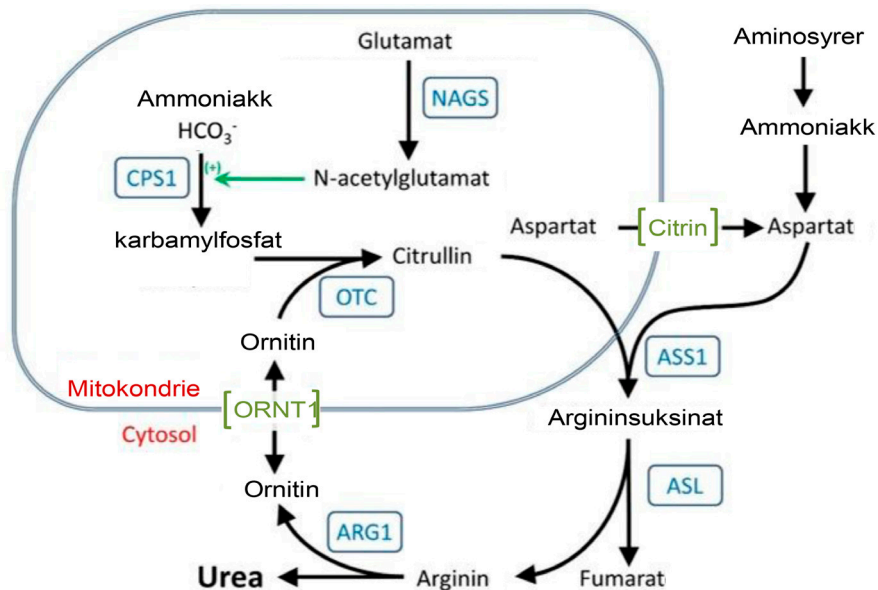 Glutamat
Aminosyrer
NAGS
Ammoniakk
HCO₃⁻
Ammoniakk
(+)
CPS1
N-acetylglutamat
karbamylfosfat
Aspartat
[Citrin]
Aspartat
Citrullin
OTC
Ornitin
ASS1
Mitokondrie
[ORNT1]
Argininsuksinat
Cytosol
Ornitin
ASL
ARG1
Urea
Arginin
Fumarat